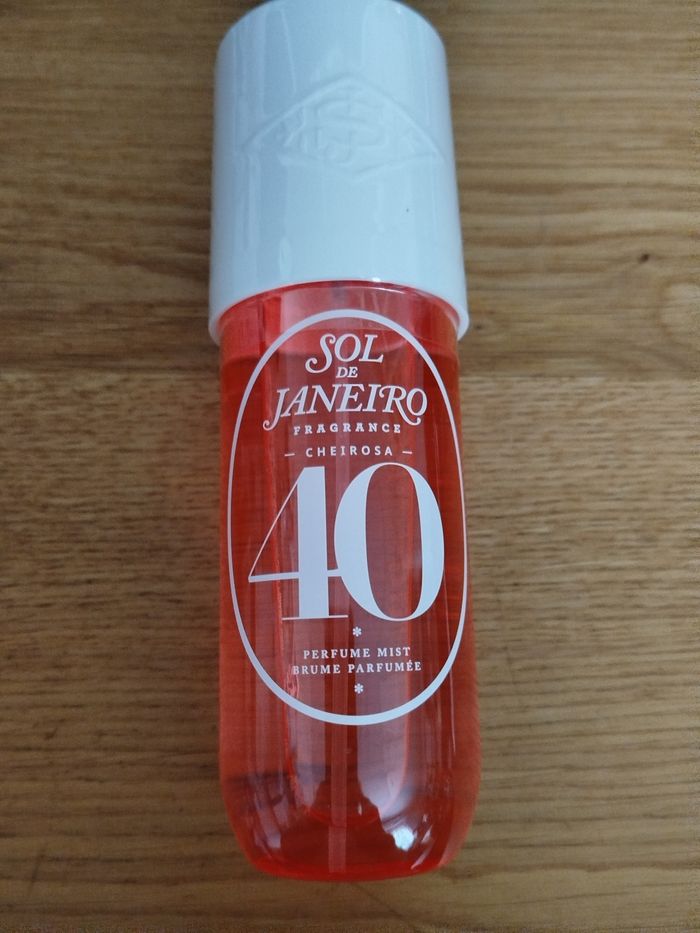 SOL
DE
JANEIRO
FRAGRANCE
— CHEIROSA —
40
*
PERFUME MIST
BRUME PARFUMÉE
*